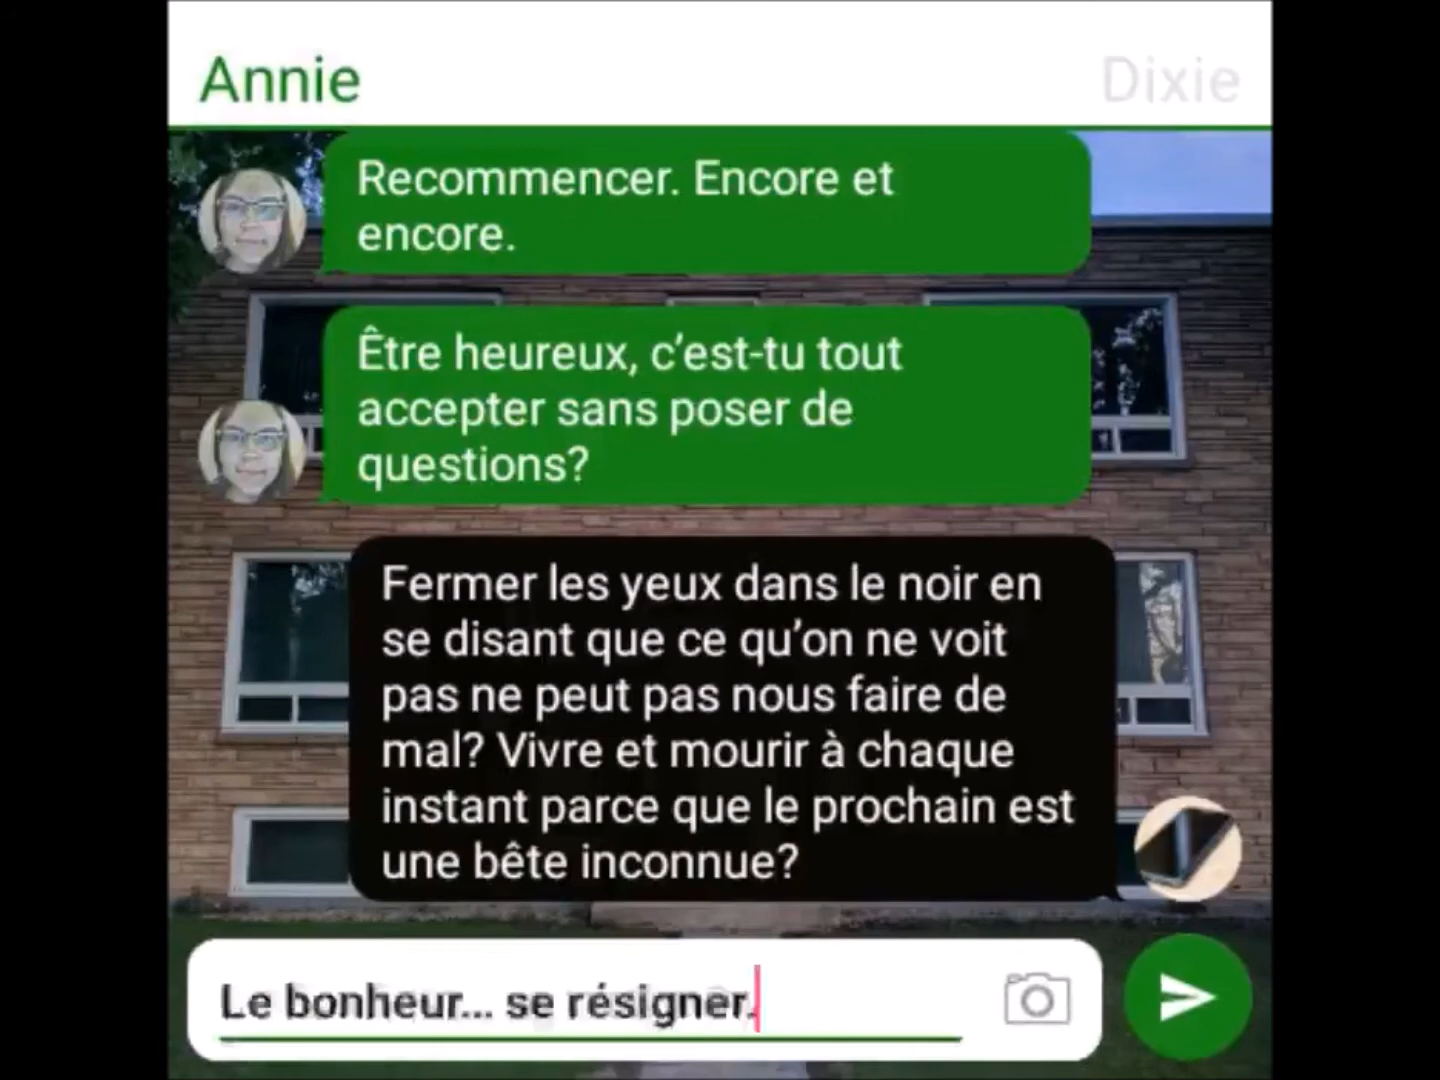 Annie
Dixie
Recommencer. Encore et
encore.
Être heureux, c’est-tu tout
accepter sans poser de
questions?
Fermer les yeux dans le noir en
se disant que ce qu’on ne voit
pas ne peut pas nous faire de
mal? Vivre et mourir à chaque
instant parce que le prochain est
une bête inconnue?
Le bonheur... se résigner.